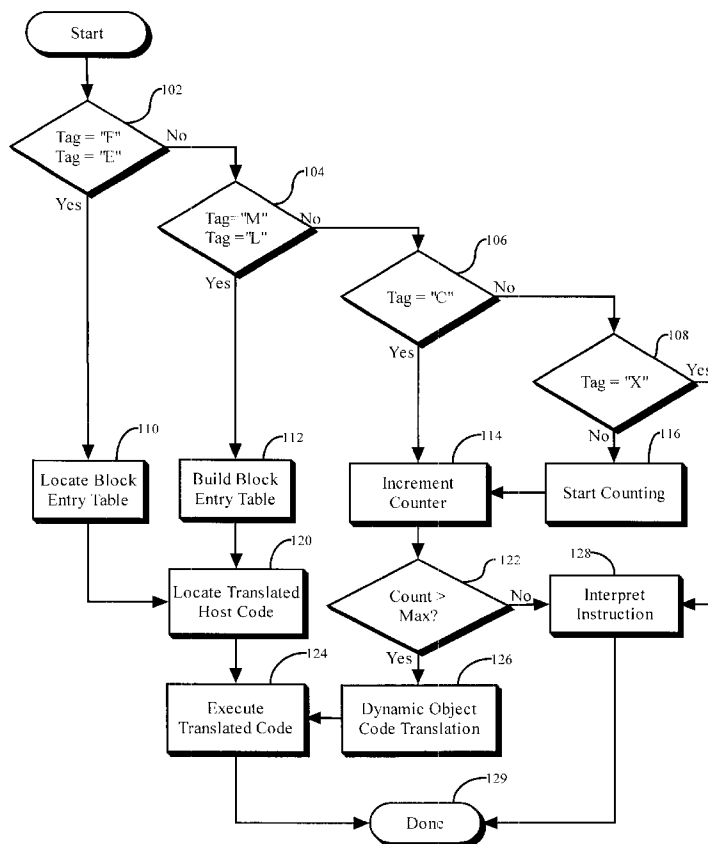 Start
102
Tag = "F"
Tag = "E"
No
Yes
104
Tag="M"
Tag ="L"
No
Yes
106
Tag = "C"
No
Yes
108
Tag = "X"
Yes
No
110
Locate Block
Entry Table
112
Build Block
Entry Table
114
Increment
Counter
116
Start Counting
120
Locate Translated
Host Code
122
Count >
Max?
No
Yes
128
Interpret
Instruction
124
Execute
Translated Code
126
Dynamic Object
Code Translation
129
Done